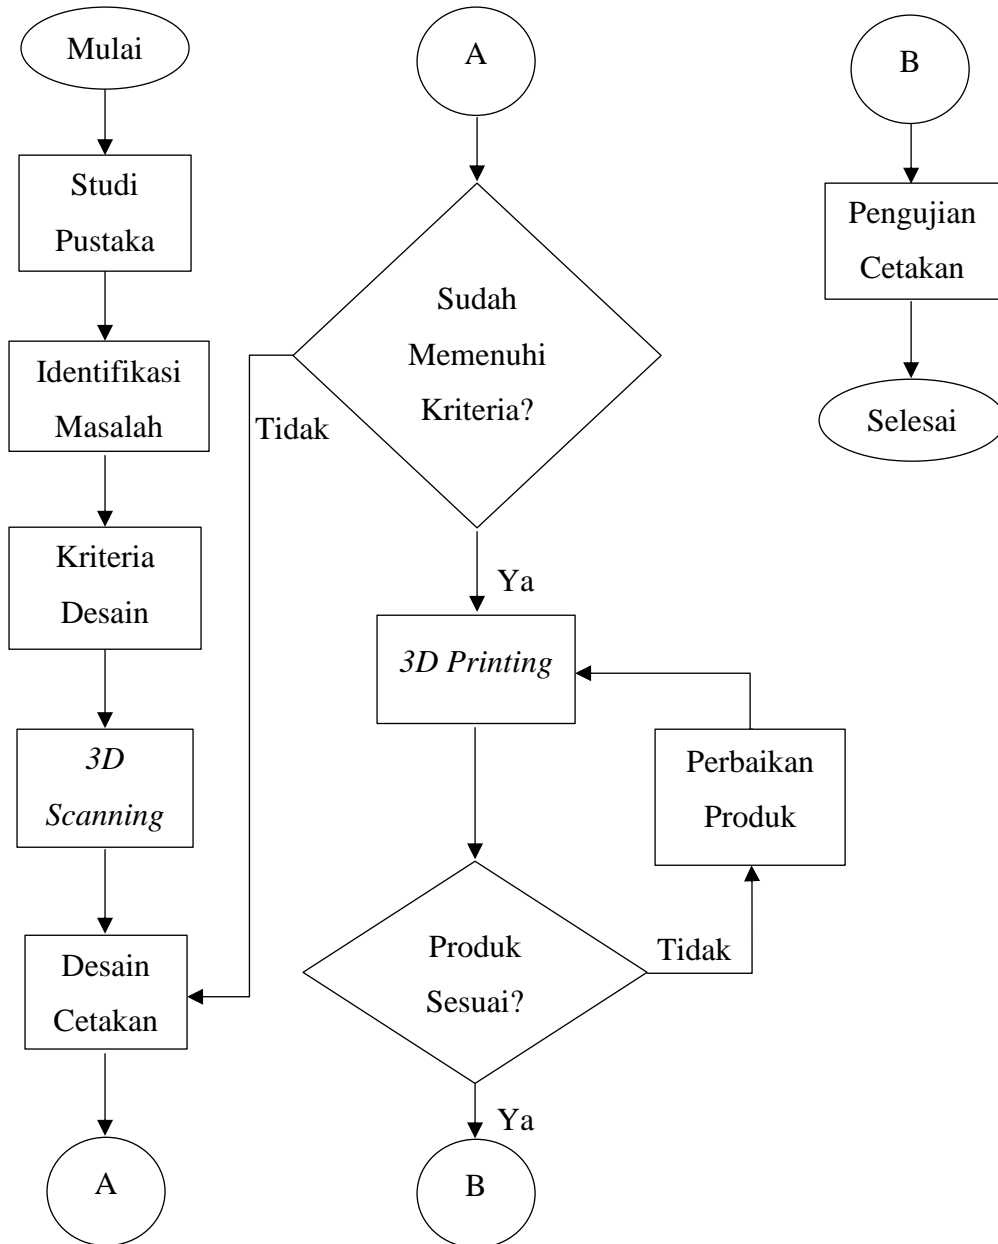 Mulai
Studi
Pustaka
Identifikasi
Masalah
Kriteria
Desain
3D
Scanning
Desain
Cetakan
A
A
Sudah
Memenuhi
Kriteria?
Tidak
Ya
3D Printing
Perbaikan
Produk
Produk
Sesuai?
Tidak
Ya
B
B
Pengujian
Cetakan
Selesai